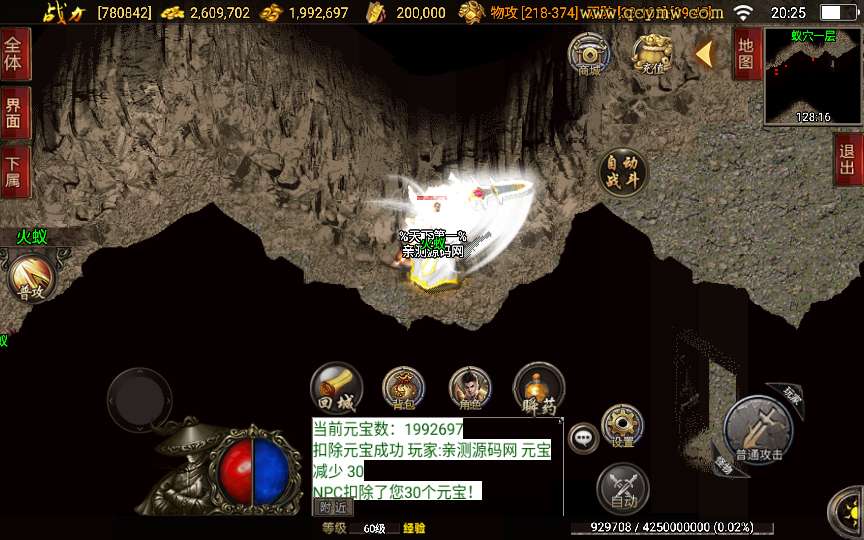 战力 [780842] 2,609,702 1,992,697 200,000 物攻 [218-374] www.qcymw.com 20:25
全体
界面
下属
商城
充值
地图
蚁穴一层
128:16
退出
自动战斗
火蚁
普攻
%天下第一%
火蚁
亲测源码网
蚁
回城
背包
角色
瞬药
当前元宝数：1992697
扣除元宝成功 玩家:亲测源码网 元宝
减少 30
NPC扣除了您30个元宝！
附近
设置
自动
玩家
普通攻击
怪物
等级 60级 经验
929708 / 4250000000 (0.02%)